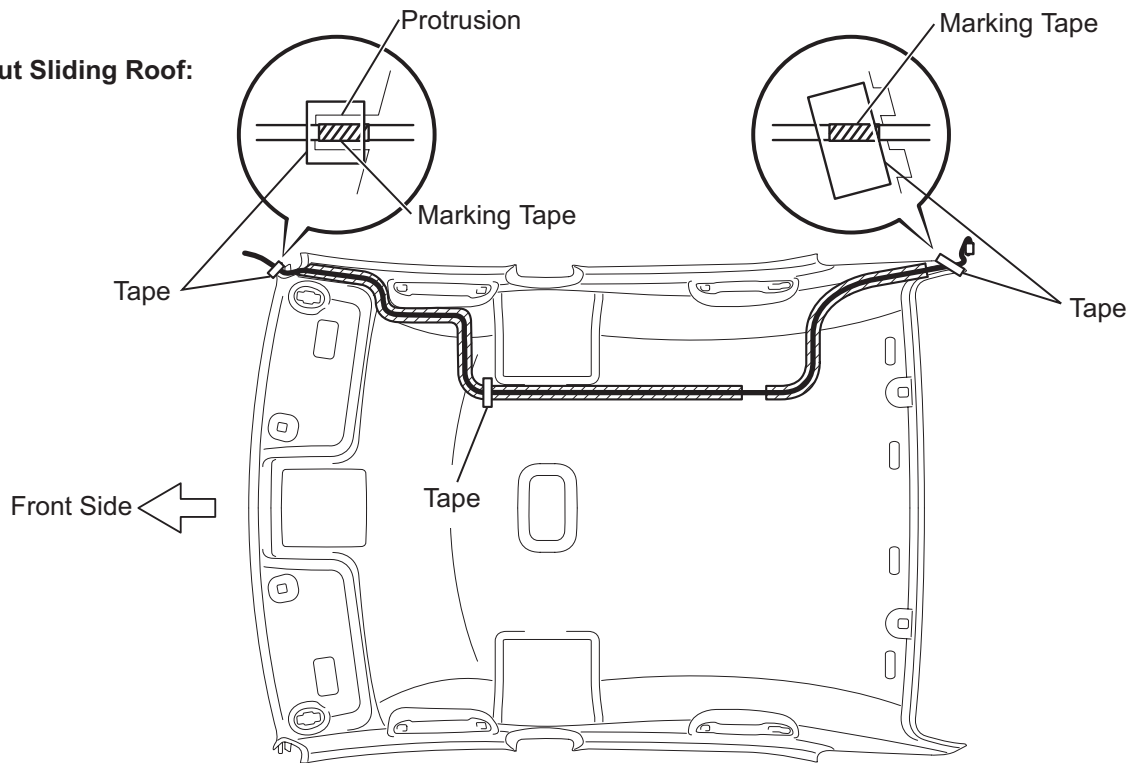 Protrusion
Marking Tape
ut Sliding Roof:
Marking Tape
Tape
Tape
Tape
Front Side